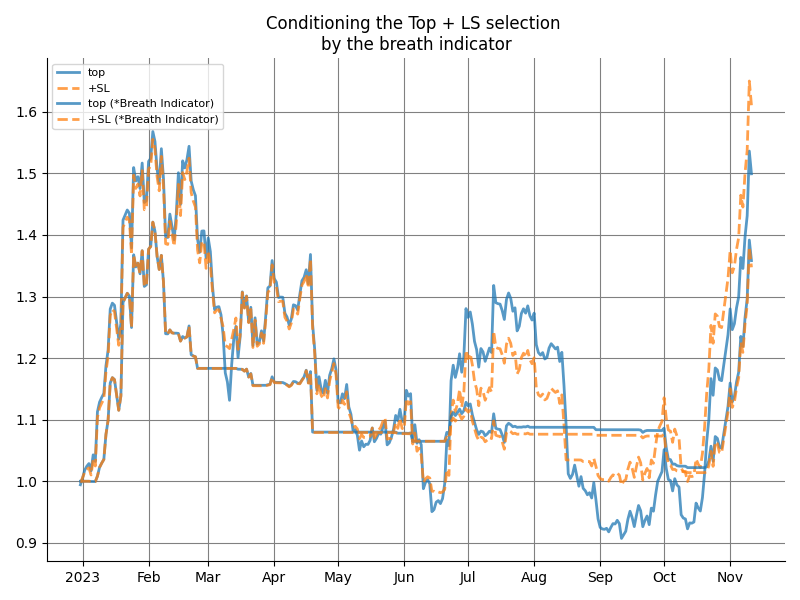 Conditioning the Top + LS selection
by the breath indicator
top
+SL
top (*Breath Indicator)
+SL (*Breath Indicator)
1.6
1.5
1.4
1.3
1.2
1.1
1.0
0.9
2023 Feb Mar Apr May Jun Jul Aug Sep Oct Nov